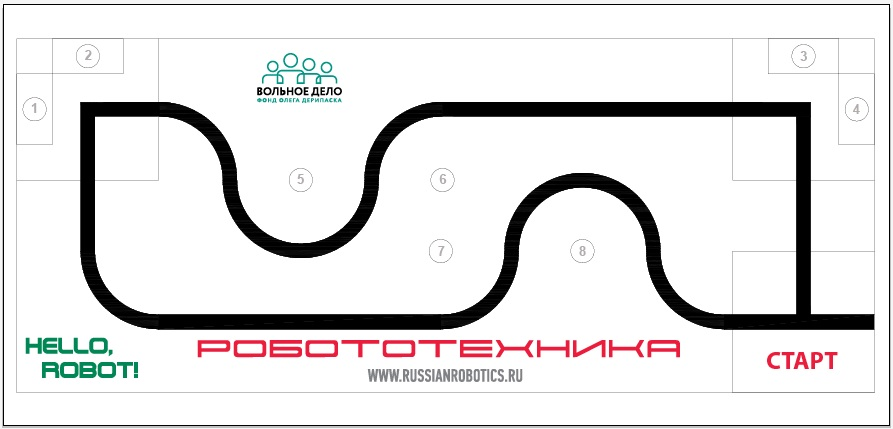 2
3
ВОЛЬНОЕ ДЕЛО
ФОНД ОЛЕГА ДЕРИПАСКА
1
4
5
6
7
8
HELLO,
ROBOT!
РОБОТОТЕХНИКА
WWW.RUSSIANROBOTICS.RU
СТАРТ